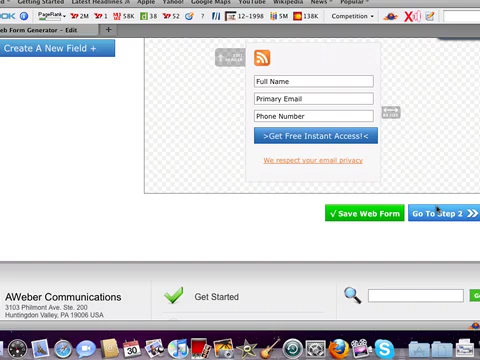 Getting Started
Latest Headlines
Apple
Yahoo!
Google Maps
YouTube
Wikipedia
News
Popular
OOK
PageRank
2M
1
58K
38
52
?
12-1998
5M
138K
Competition
eb Form Generator – Edit
Create A New Field +
Full Name
Primary Email
Phone Number
>Get Free Instant Access!<
We respect your email privacy
√ Save Web Form
Go To Step 2
AWeber Communications
3103 Philmont Ave. Ste. 200
Huntingdon Valley, PA 19006 USA
Get Started
30